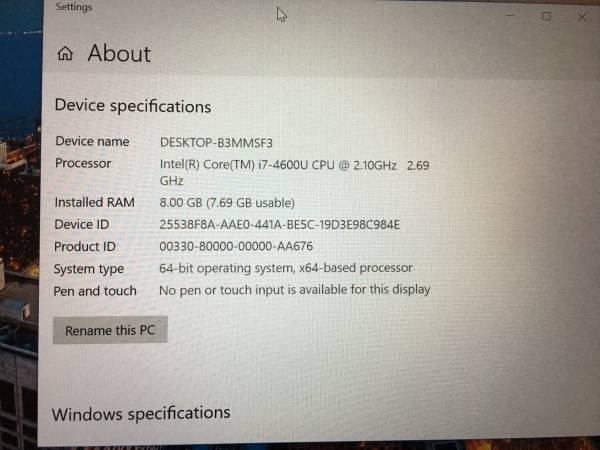 Settings
About
Device specifications
Device name DESKTOP-B3MMSF3
Processor Intel(R) Core(TM) i7-4600U CPU @ 2.10GHz 2.69
GHz
Installed RAM 8.00 GB (7.69 GB usable)
Device ID 25538F8A-AAE0-441A-BE5C-19D3E98C984E
Product ID 00330-80000-00000-AA676
System type 64-bit operating system, x64-based processor
Pen and touch No pen or touch input is available for this display
Rename this PC
Windows specifications